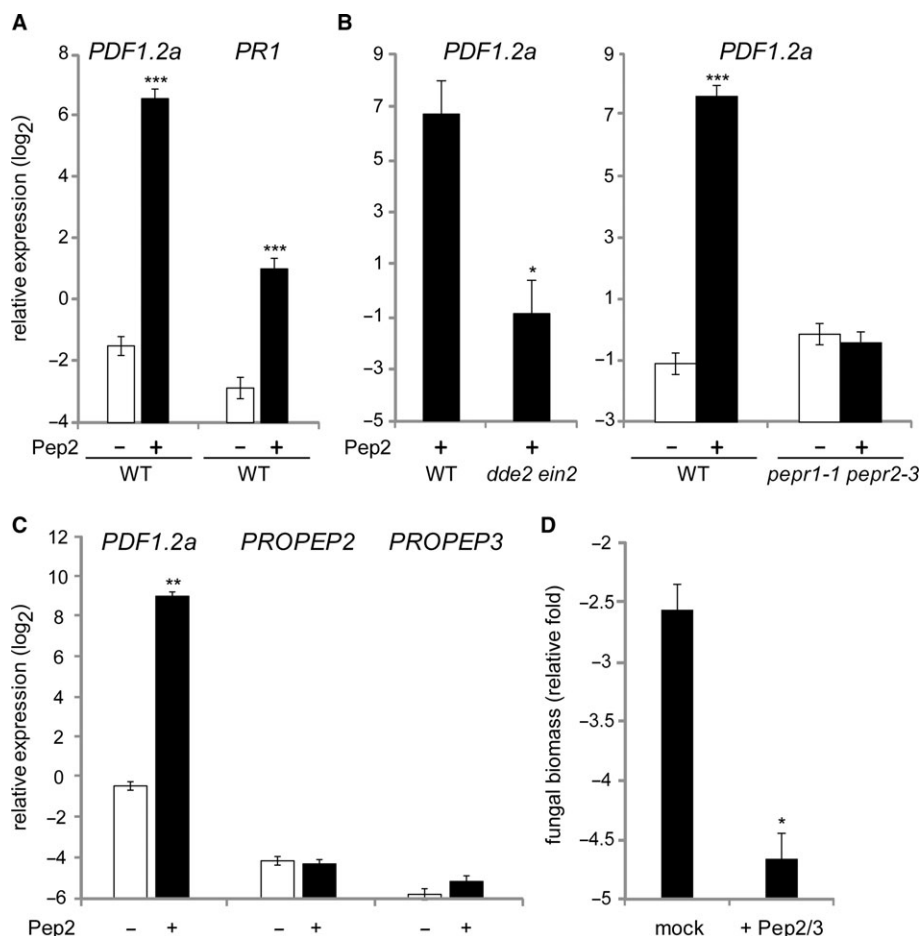 A
PDF1.2a PR1
relative expression (log2)
8
6
4
2
0
−2
−4
*** ***
Pep2 − + − +
WT WT
B
PDF1.2a
9
7
5
3
1
−1
−3
−5
*
+ +
WT dde2 ein2
PDF1.2a
9
7
5
3
1
−1
−3
***
− + − +
WT pepr1-1 pepr2-3
C
PDF1.2a PROPEP2 PROPEP3
relative expression (log2)
12
10
8
6
4
2
0
−2
−4
−6
**
Pep2 − + − + − +
D
fungal biomass (relative fold)
−2
−2.5
−3
−3.5
−4
−4.5
−5
*
mock + Pep2/3